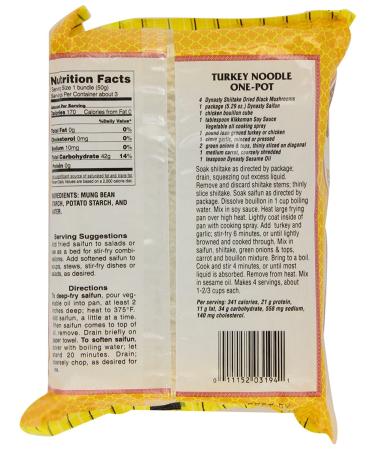 Nutrition Facts
Serving Size 1 bundle (50g)
Servings Per Container about 3
Amount Per Serving
Calories 170 Calories from Fat 0
%Daily Value*
Total Fat 0g 0%
Cholesterol 0mg 0%
Sodium 10mg 0%
Total Carbohydrate 42g 14%
Proteins 0g
INGREDIENTS: MUNG BEAN
STARCH, POTATO STARCH, AND
WATER.
Serving Suggestions
Add fried saifun to salads or
as a bed for stir-fry combi-
ations. Add softened saifun to
soups, stews, stir-fry dishes or
salads, as desired.
Directions
To deep-fry saifun, pour veg-
etable oil into pan, at least 2
inches deep; heat to 375°F.
Add saifun, a little at a time.
When saifun comes to top of
oil, remove. Drain briefly on
paper towel. To soften saifun,
cover with boiling water; let
stand 20 minutes. Drain;
coarsely chop, as desired for
TURKEY NOODLE
ONE-POT
4 Dynasty Shiitake Dried Black Mushrooms
1 package (5.29 oz.) Dynasty Saifun
1 chicken bouillon cube
1 tablespoon Kikkoman Soy Sauce
Vegetable oil cooking spray
1 pound lean ground turkey or chicken
1 clove garlic, minced or pressed
2 green onions & tops, thinly sliced on diagonal
1 medium carrot, coarsely shredded
1 teaspoon Dynasty Sesame Oil
Soak shiitake as directed by package,
drain, squeezing out excess liquid.
Remove and discard shiitake stems; thinly
slice shiitake. Soak saifun as directed by
package. Dissolve bouillon in 1 cup boiling
water. Mix in soy sauce. Heat large frying
pan over high heat. Lightly coat inside of
pan with cooking spray. Add turkey and
garlic; stir-fry 6 minutes, or until lightly
browned and cooked through. Mix in
saifun, shiitake, green onions & tops,
carrot and bouillon mixture. Bring to a boil.
Cook and stir 4 minutes, or until most
liquid is absorbed. Remove from heat. Mix
in sesame oil. Makes 4 servings, about
1-2/3 cups each.
Per serving: 341 calories, 21 g protein,
11 g fat, 34 g carbohydrate, 556 mg sodium,
140 mg cholesterol.
0 11152 03194 1